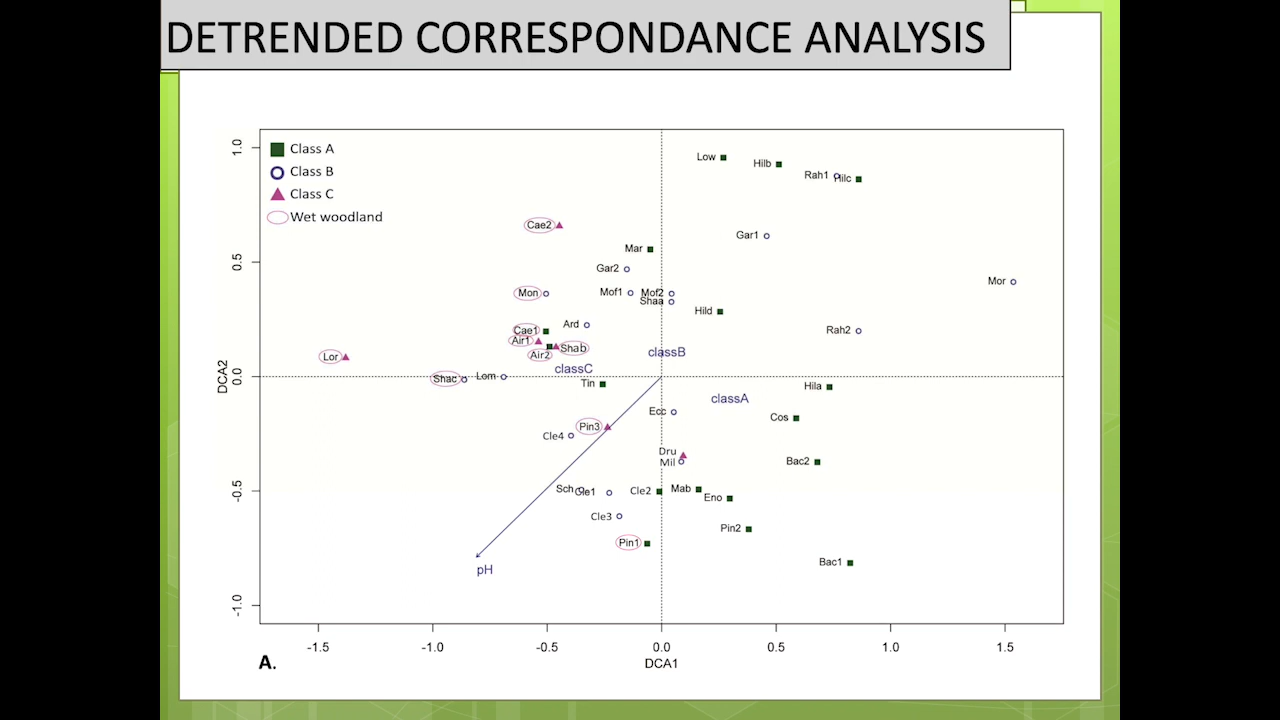 DETRENDED CORRESPONDANCE ANALYSIS
Class A
Class B
Class C
Wet woodland
Low
Hilb
Rah1
Hilc
Cae2
Gar1
Mar
Gar2
Mor
Mon
Mof1
Mof2
Shaa
Hild
Ard
Cae1
Rah2
Air1
Shab
Air2
Lor
classB
classC
Shac
Lom
Tin
Hila
classA
Ecc
Cos
Pin3
Cle4
Dru
Mil
Bac2
Sch
Cle1
Cle2
Mab
Eno
Cle3
Pin2
Pin1
Bac1
pH
1.0
0.5
0.0
-0.5
-1.0
DCA2
-1.5
-1.0
-0.5
0.0
0.5
1.0
1.5
DCA1
A.